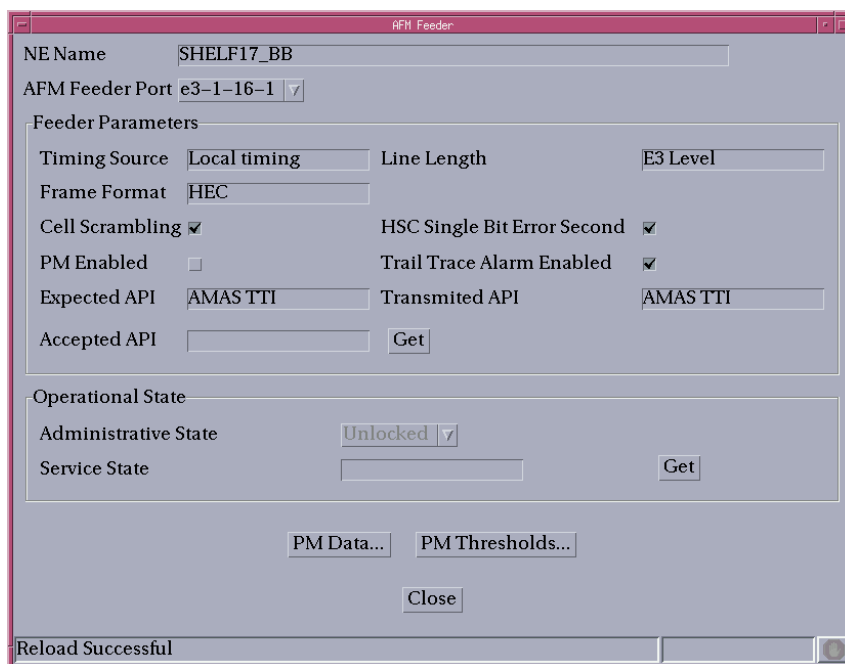 AFM Feeder
NE Name SHELF17_BB
AFM Feeder Port e3-1-16-1
Feeder Parameters
Timing Source Local timing Line Length E3 Level
Frame Format HEC
Cell Scrambling HSC Single Bit Error Second
PM Enabled Trail Trace Alarm Enabled
Expected API AMAS TTI Transmited API AMAS TTI
Accepted API Get
Operational State
Administrative State Unlocked
Service State Get
PM Data... PM Thresholds...
Close
Reload Successful